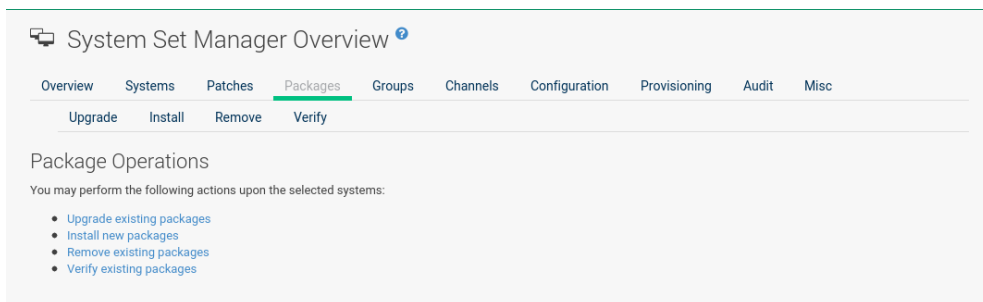 System Set Manager Overview ?
Overview Systems Patches Packages Groups Channels Configuration Provisioning Audit Misc
Upgrade Install Remove Verify
Package Operations
You may perform the following actions upon the selected systems:
• Upgrade existing packages
• Install new packages
• Remove existing packages
• Verify existing packages